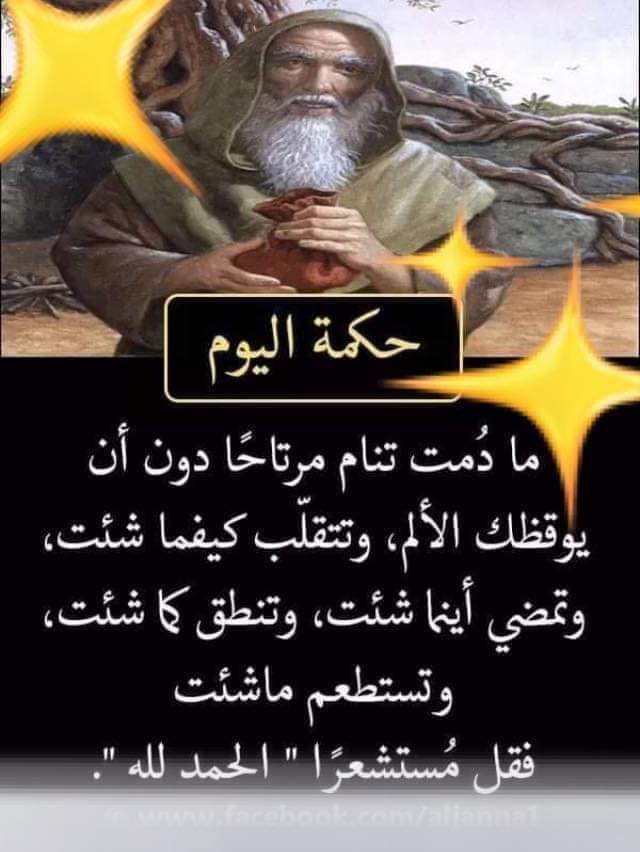 حكمة اليوم
ما دُمت تنام مرتاحًا دون أن
يوقظك الألم، وتتقلّب كيفما شئت،
وتمضي أينما شئت، وتنطق كما شئت،
وتستطعم ماشئت
فقل مُستشعرًا " الحمد لله ".
www.facebook.com/aljanna1